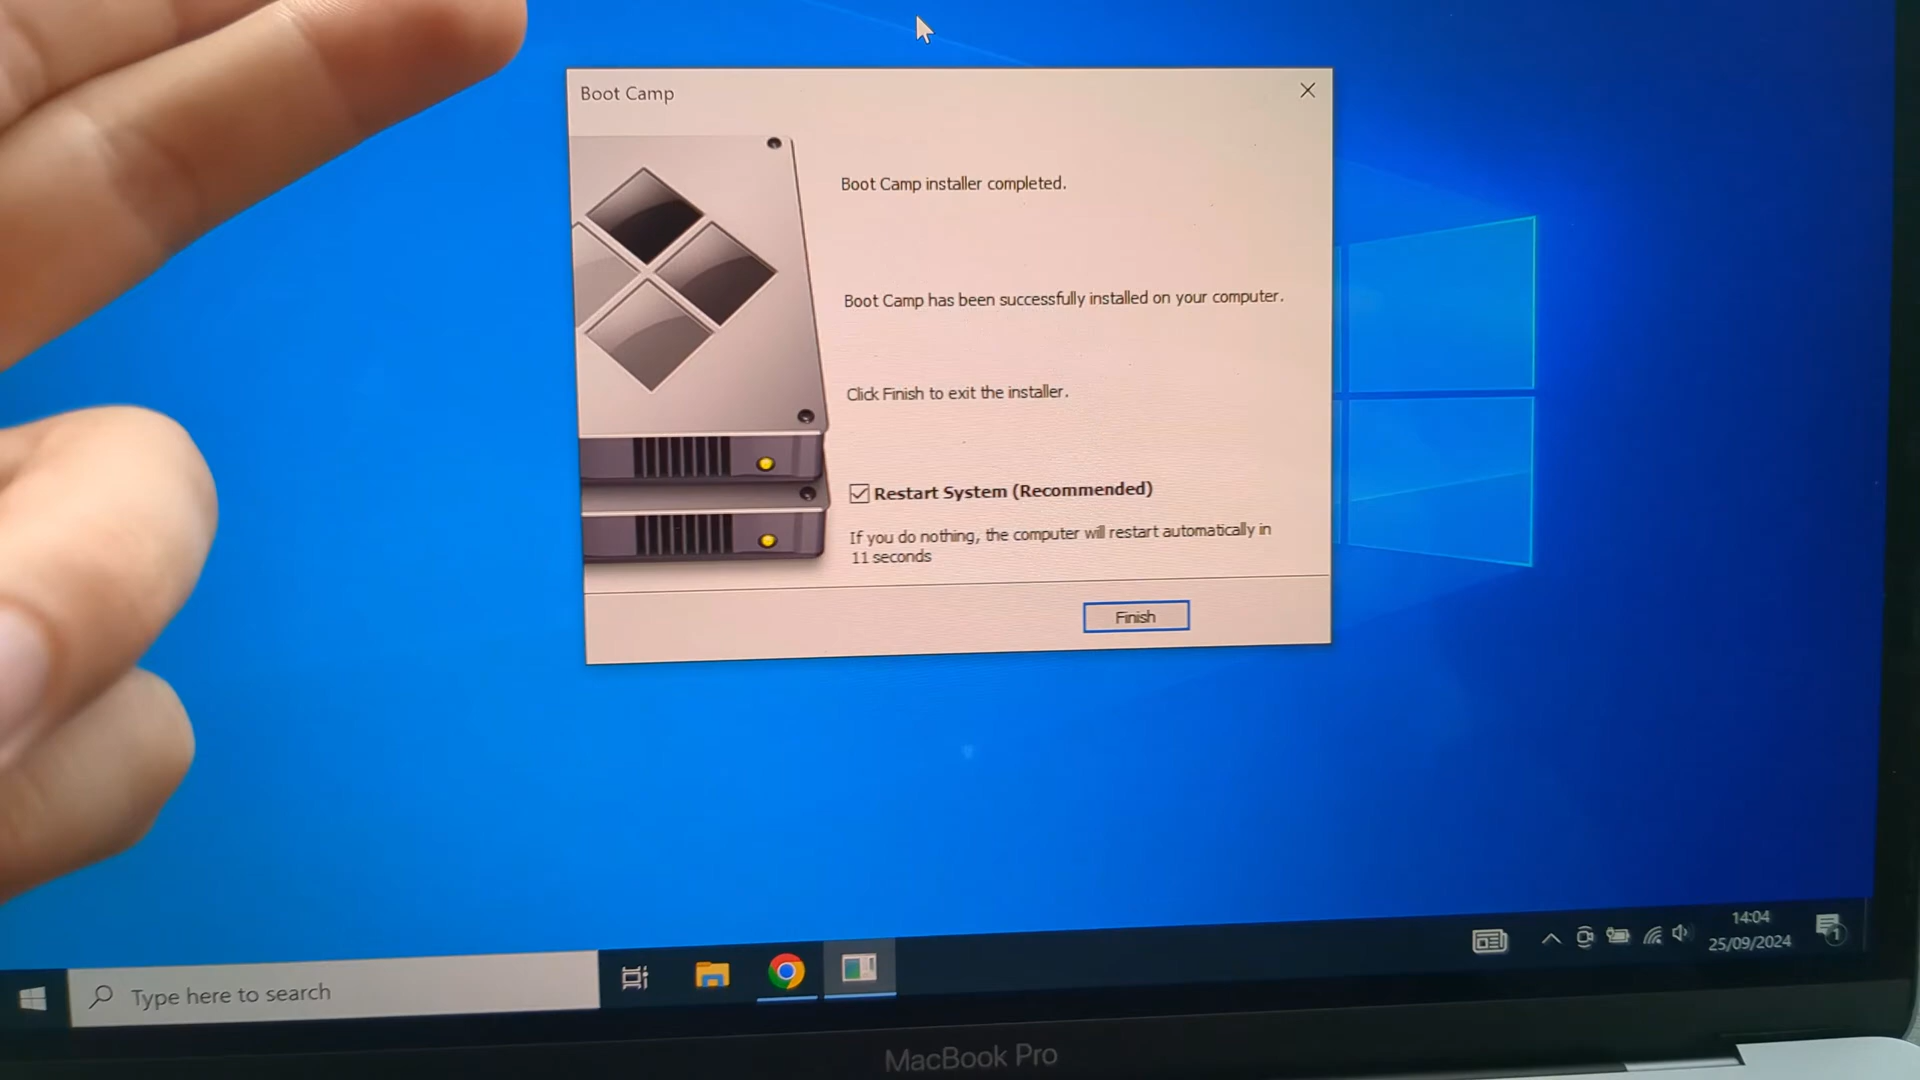 Boot Camp
Boot Camp installer completed.
Boot Camp has been successfully installed on your computer.
Click Finish to exit the installer.
Restart System (Recommended)
If you do nothing, the computer will restart automatically in
11 seconds
Finish
Type here to search
14:04
25/09/2024
1
MacBook Pro